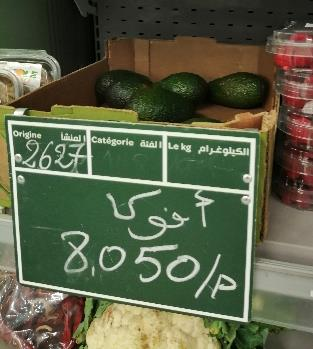 Origine المنشأ Catégorie الفئة Le kg الكيلوغرام
2627
أفوكا
8,050/P